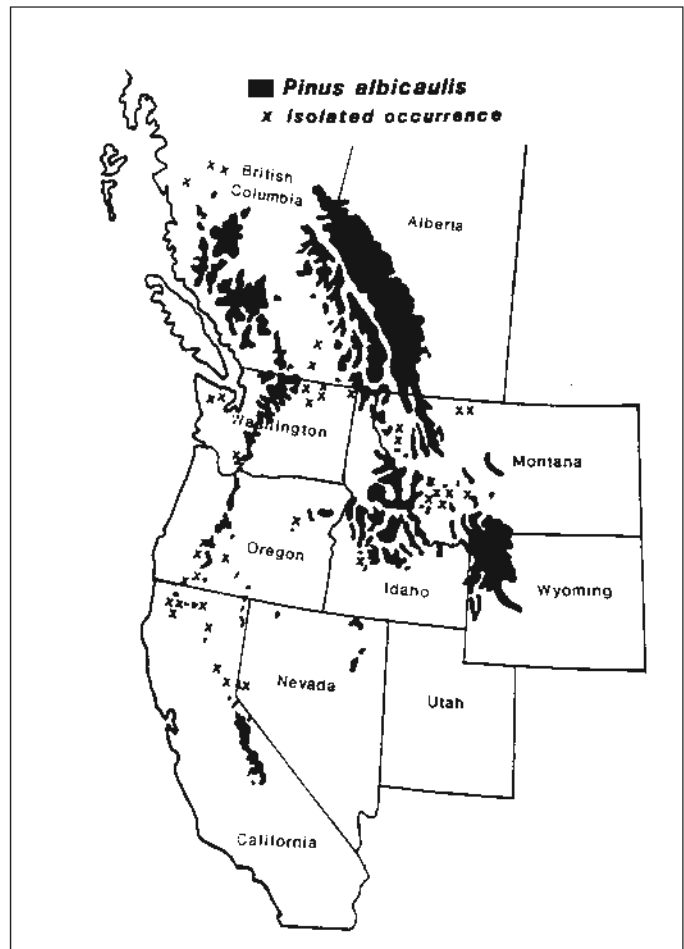 Pinus albicaulis
x Isolated occurrence
British
Columbia
Alberta
Washington
Montana
Oregon
Idaho
Wyoming
Nevada
Utah
California